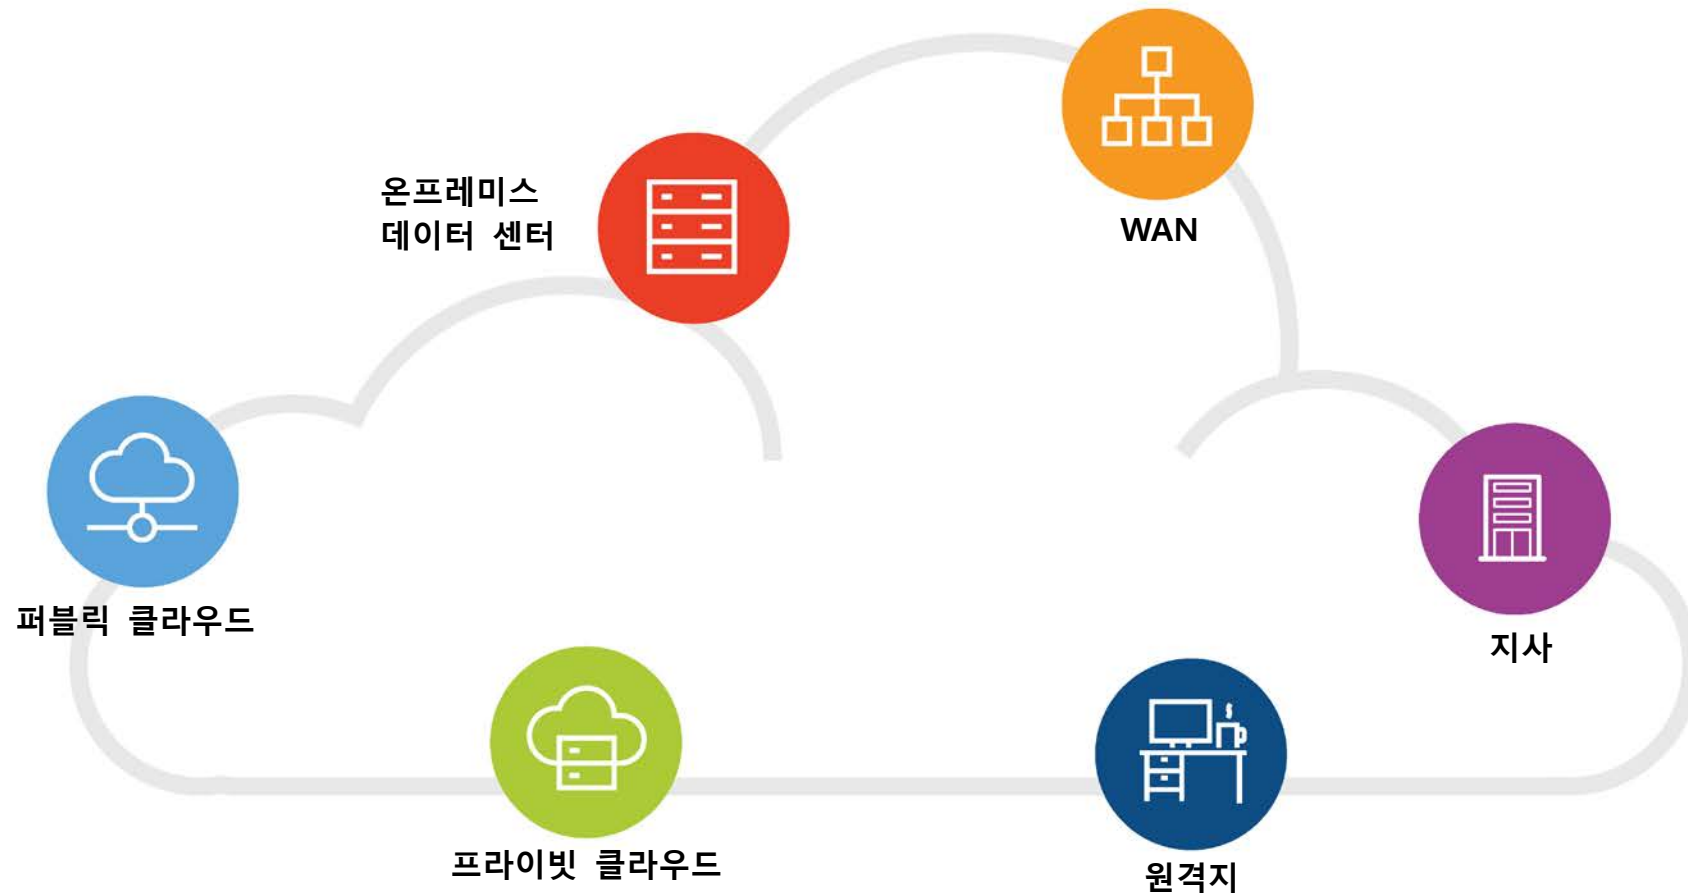 온프레미스
데이터 센터
WAN
퍼블릭 클라우드
지사
프라이빗 클라우드
원격지